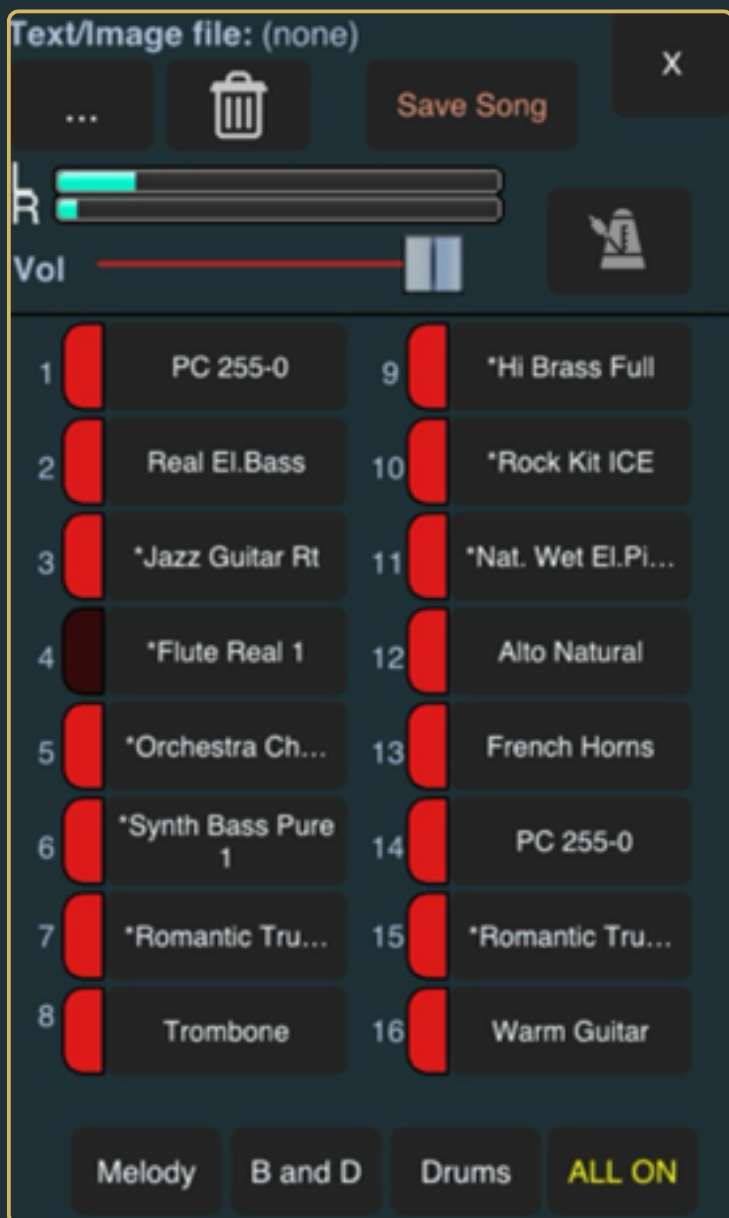 Text/Image file: (none)
X
...
Save Song
L
R
Vol
1 PC 255-0
9 *Hi Brass Full
2 Real El.Bass
10 *Rock Kit ICE
3 *Jazz Guitar Rt
11 *Nat. Wet El.Pi...
4 *Flute Real 1
12 Alto Natural
5 *Orchestra Ch...
13 French Horns
6 *Synth Bass Pure
1
14 PC 255-0
7 *Romantic Tru...
15 *Romantic Tru...
8 Trombone
16 Warm Guitar
Melody
B and D
Drums
ALL ON